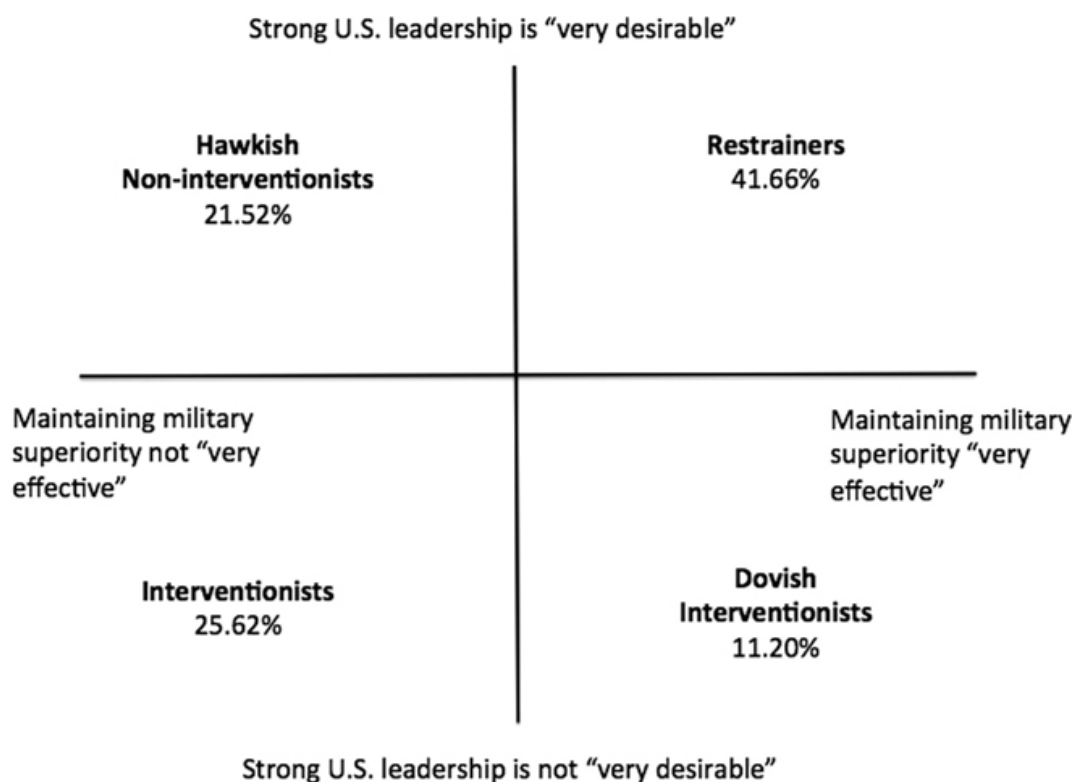 Strong U.S. leadership is “very desirable”
Hawkish
Non-interventionists
21.52%
Restrainers
41.66%
Maintaining military
superiority not “very
effective”
Maintaining military
superiority “very
effective”
Interventionists
25.62%
Dovish
Interventionists
11.20%
Strong U.S. leadership is not “very desirable”